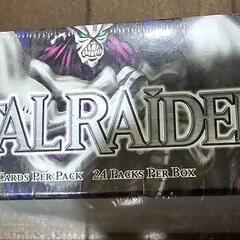 AL RAIDE
CARDS PER PACK 24 PACKS PER BOX